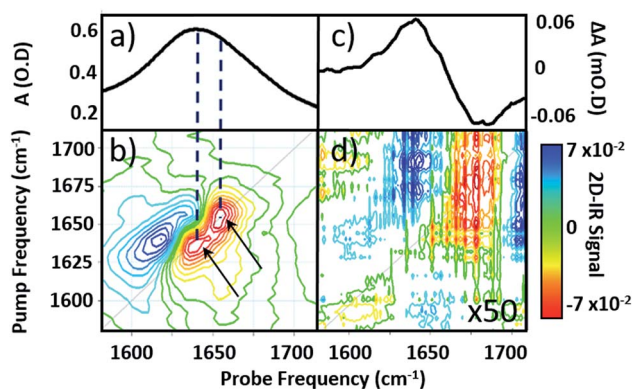 a)
c)
A (O.D)
0.6
0.4
0.2
0.06
0
-0.06
ΔA (mO.D)
b)
d)
Pump Frequency (cm-1)
1700
1675
1650
1625
1600
x50
7 x10-2
0
-7 x10-2
2D-IR Signal
1600 1650 1700
1600 1650 1700
Probe Frequency (cm-1)